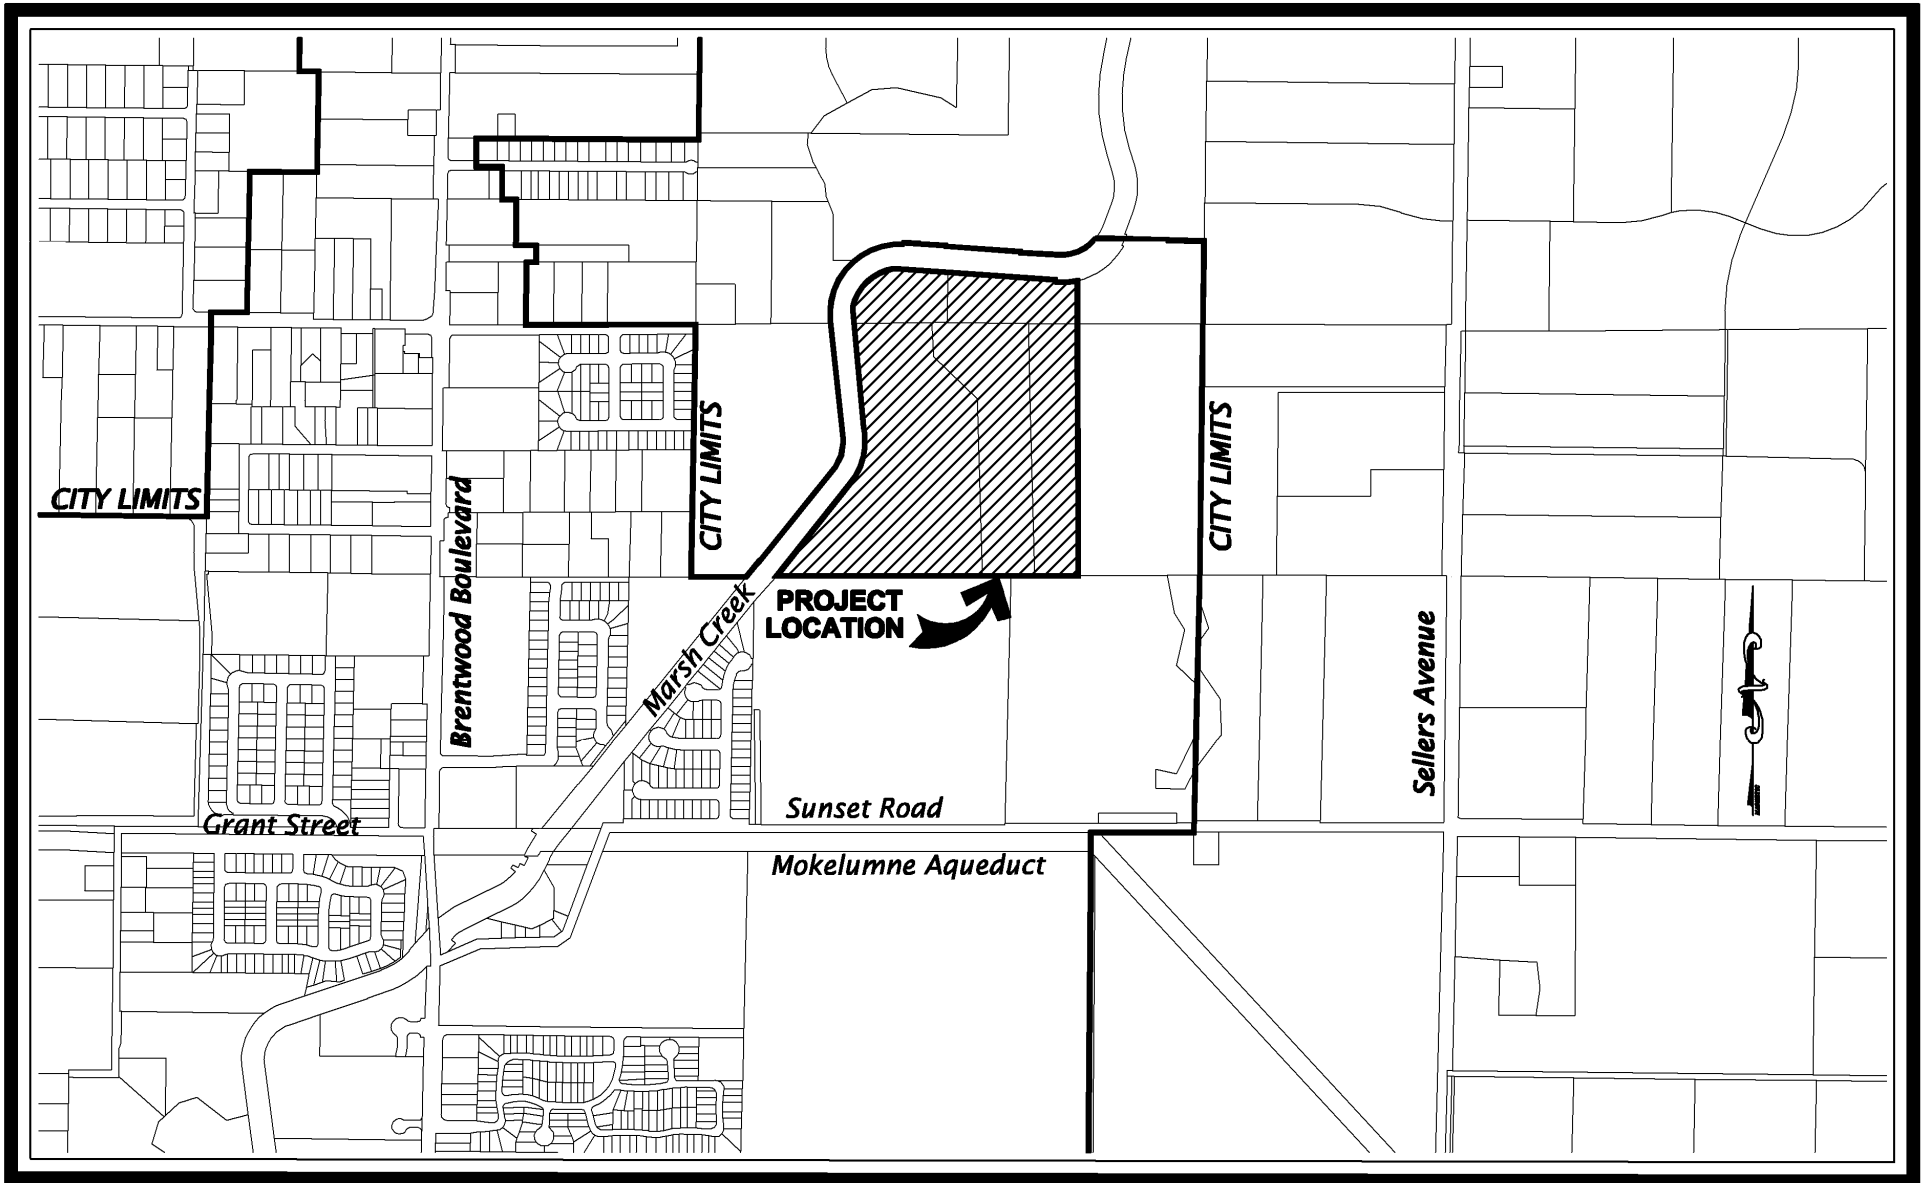 CITY LIMITS
CITY LIMITS
CITY LIMITS
Brentwood Boulevard
PROJECT
LOCATION
Marsh Creek
Sellers Avenue
Sunset Road
Grant Street
Mokelumne Aqueduct